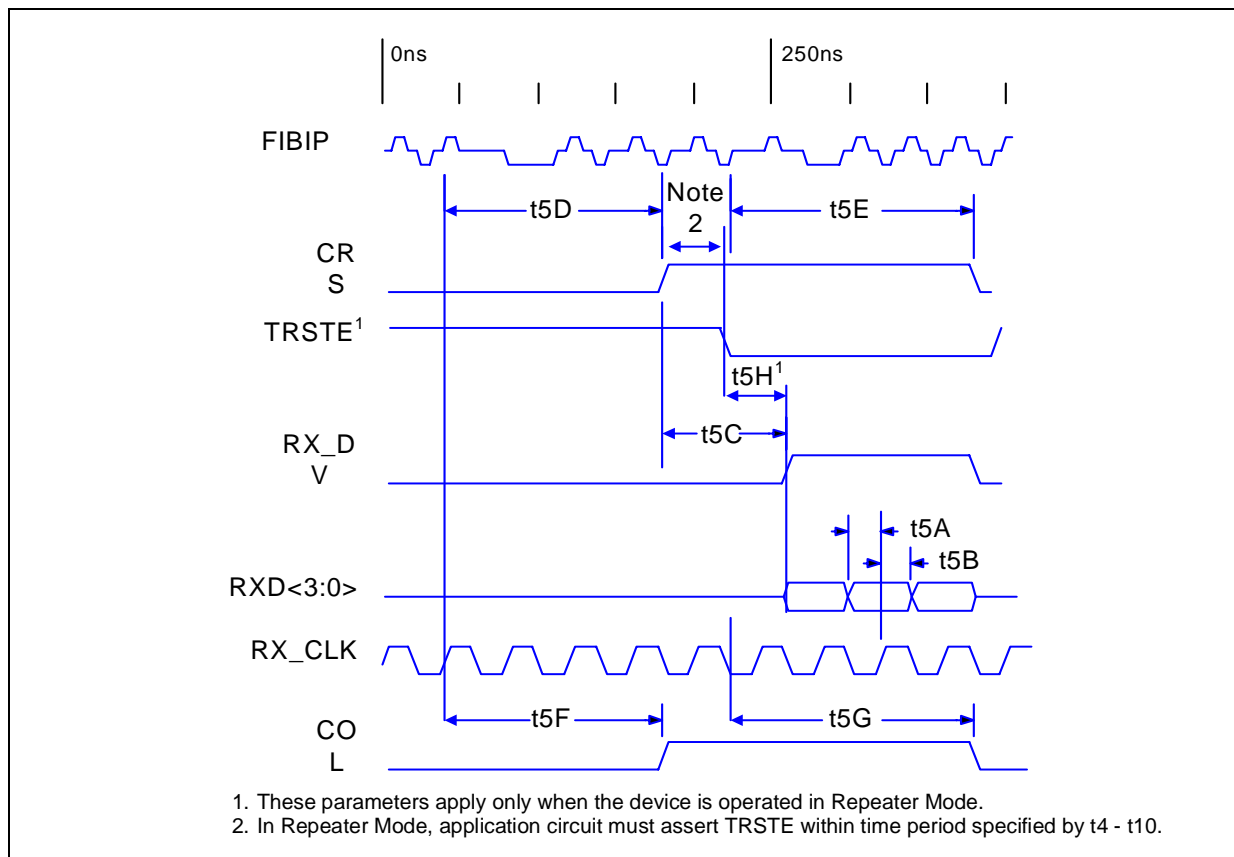 0ns
250ns
FIBIP
t5D
Note
2
t5E
CR
S
TRSTE¹
t5H¹
t5C
RX_D
V
t5A
t5B
RXD<3:0>
RX_CLK
t5F
t5G
CO
L
1. These parameters apply only when the device is operated in Repeater Mode.
2. In Repeater Mode, application circuit must assert TRSTE within time period specified by t4 - t10.